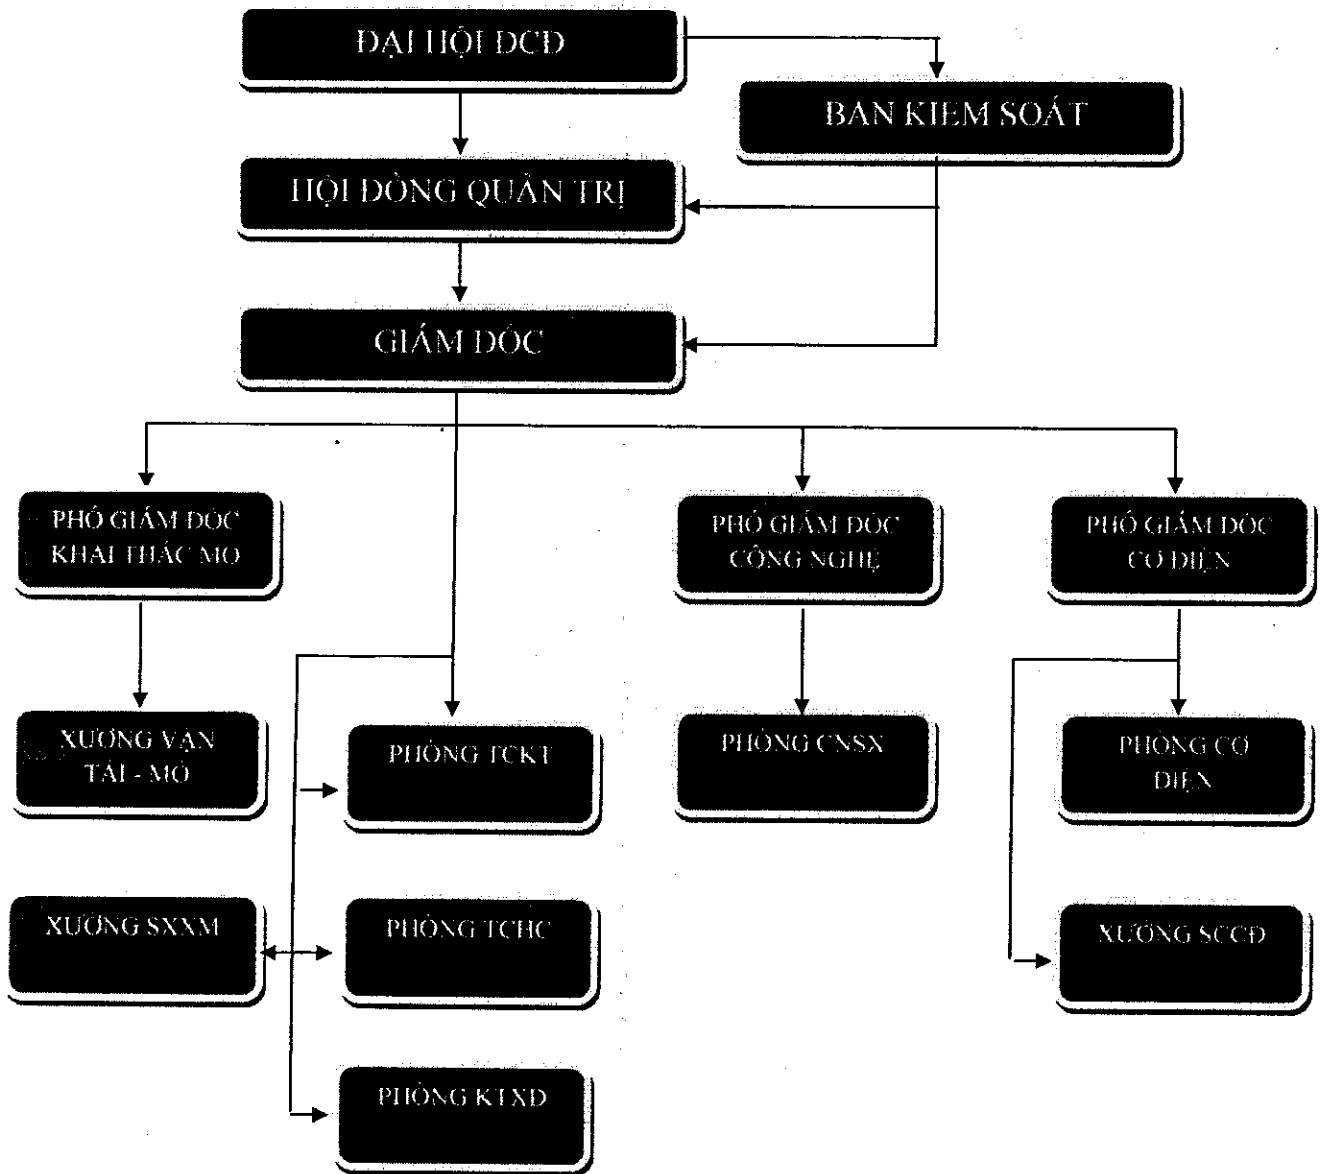 ĐẠI HỘI ĐCĐ
BAN KIỂM SOÁT
HỘI ĐỒNG QUẢN TRỊ
GIÁM ĐỐC
PHÓ GIÁM ĐỐC
KHAI THÁC MỎ
PHÓ GIÁM ĐỐC
CÔNG NGHỆ
PHÓ GIÁM ĐỐC
CƠ ĐIỆN
XƯỞNG VẬN
TẢI - MỎ
PHÒNG TCKT
PHÒNG CNSX
PHÒNG CƠ
ĐIỆN
XƯỞNG SXXM
PHÒNG TCHC
XƯỞNG SCCĐ
PHÒNG KTXD